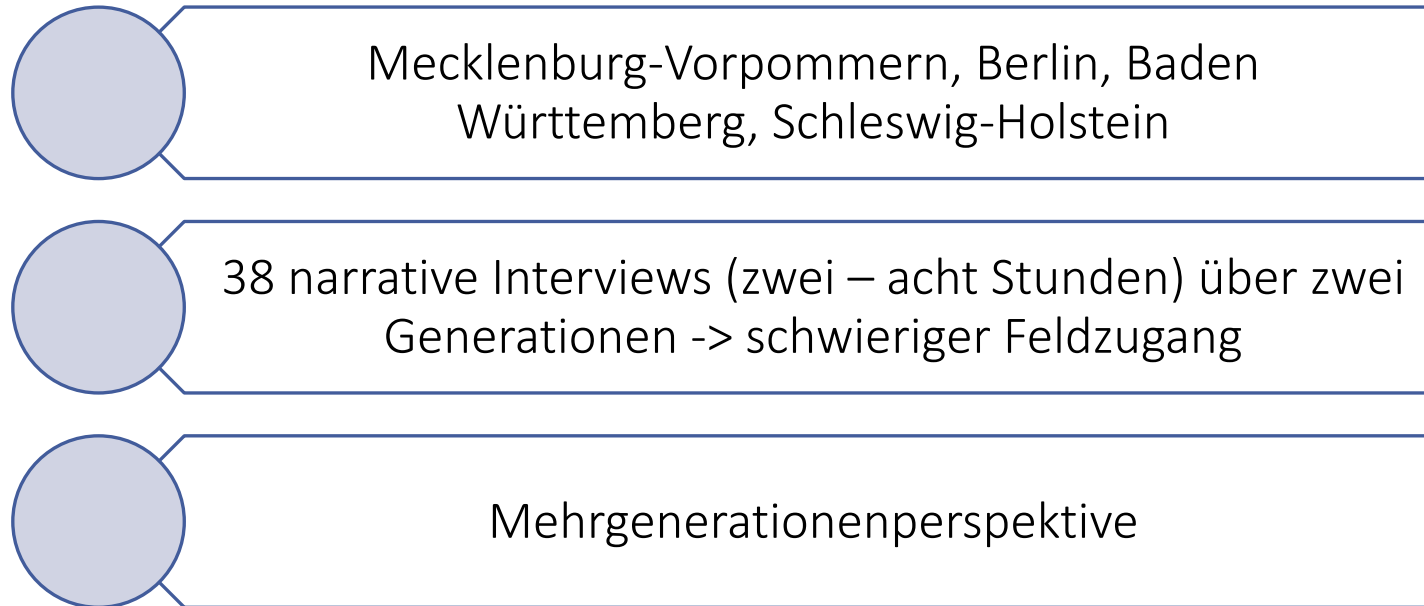 Mecklenburg-Vorpommern, Berlin, Baden
Württemberg, Schleswig-Holstein
38 narrative Interviews (zwei – acht Stunden) über zwei
Generationen -> schwieriger Feldzugang
Mehrgenerationenperspektive